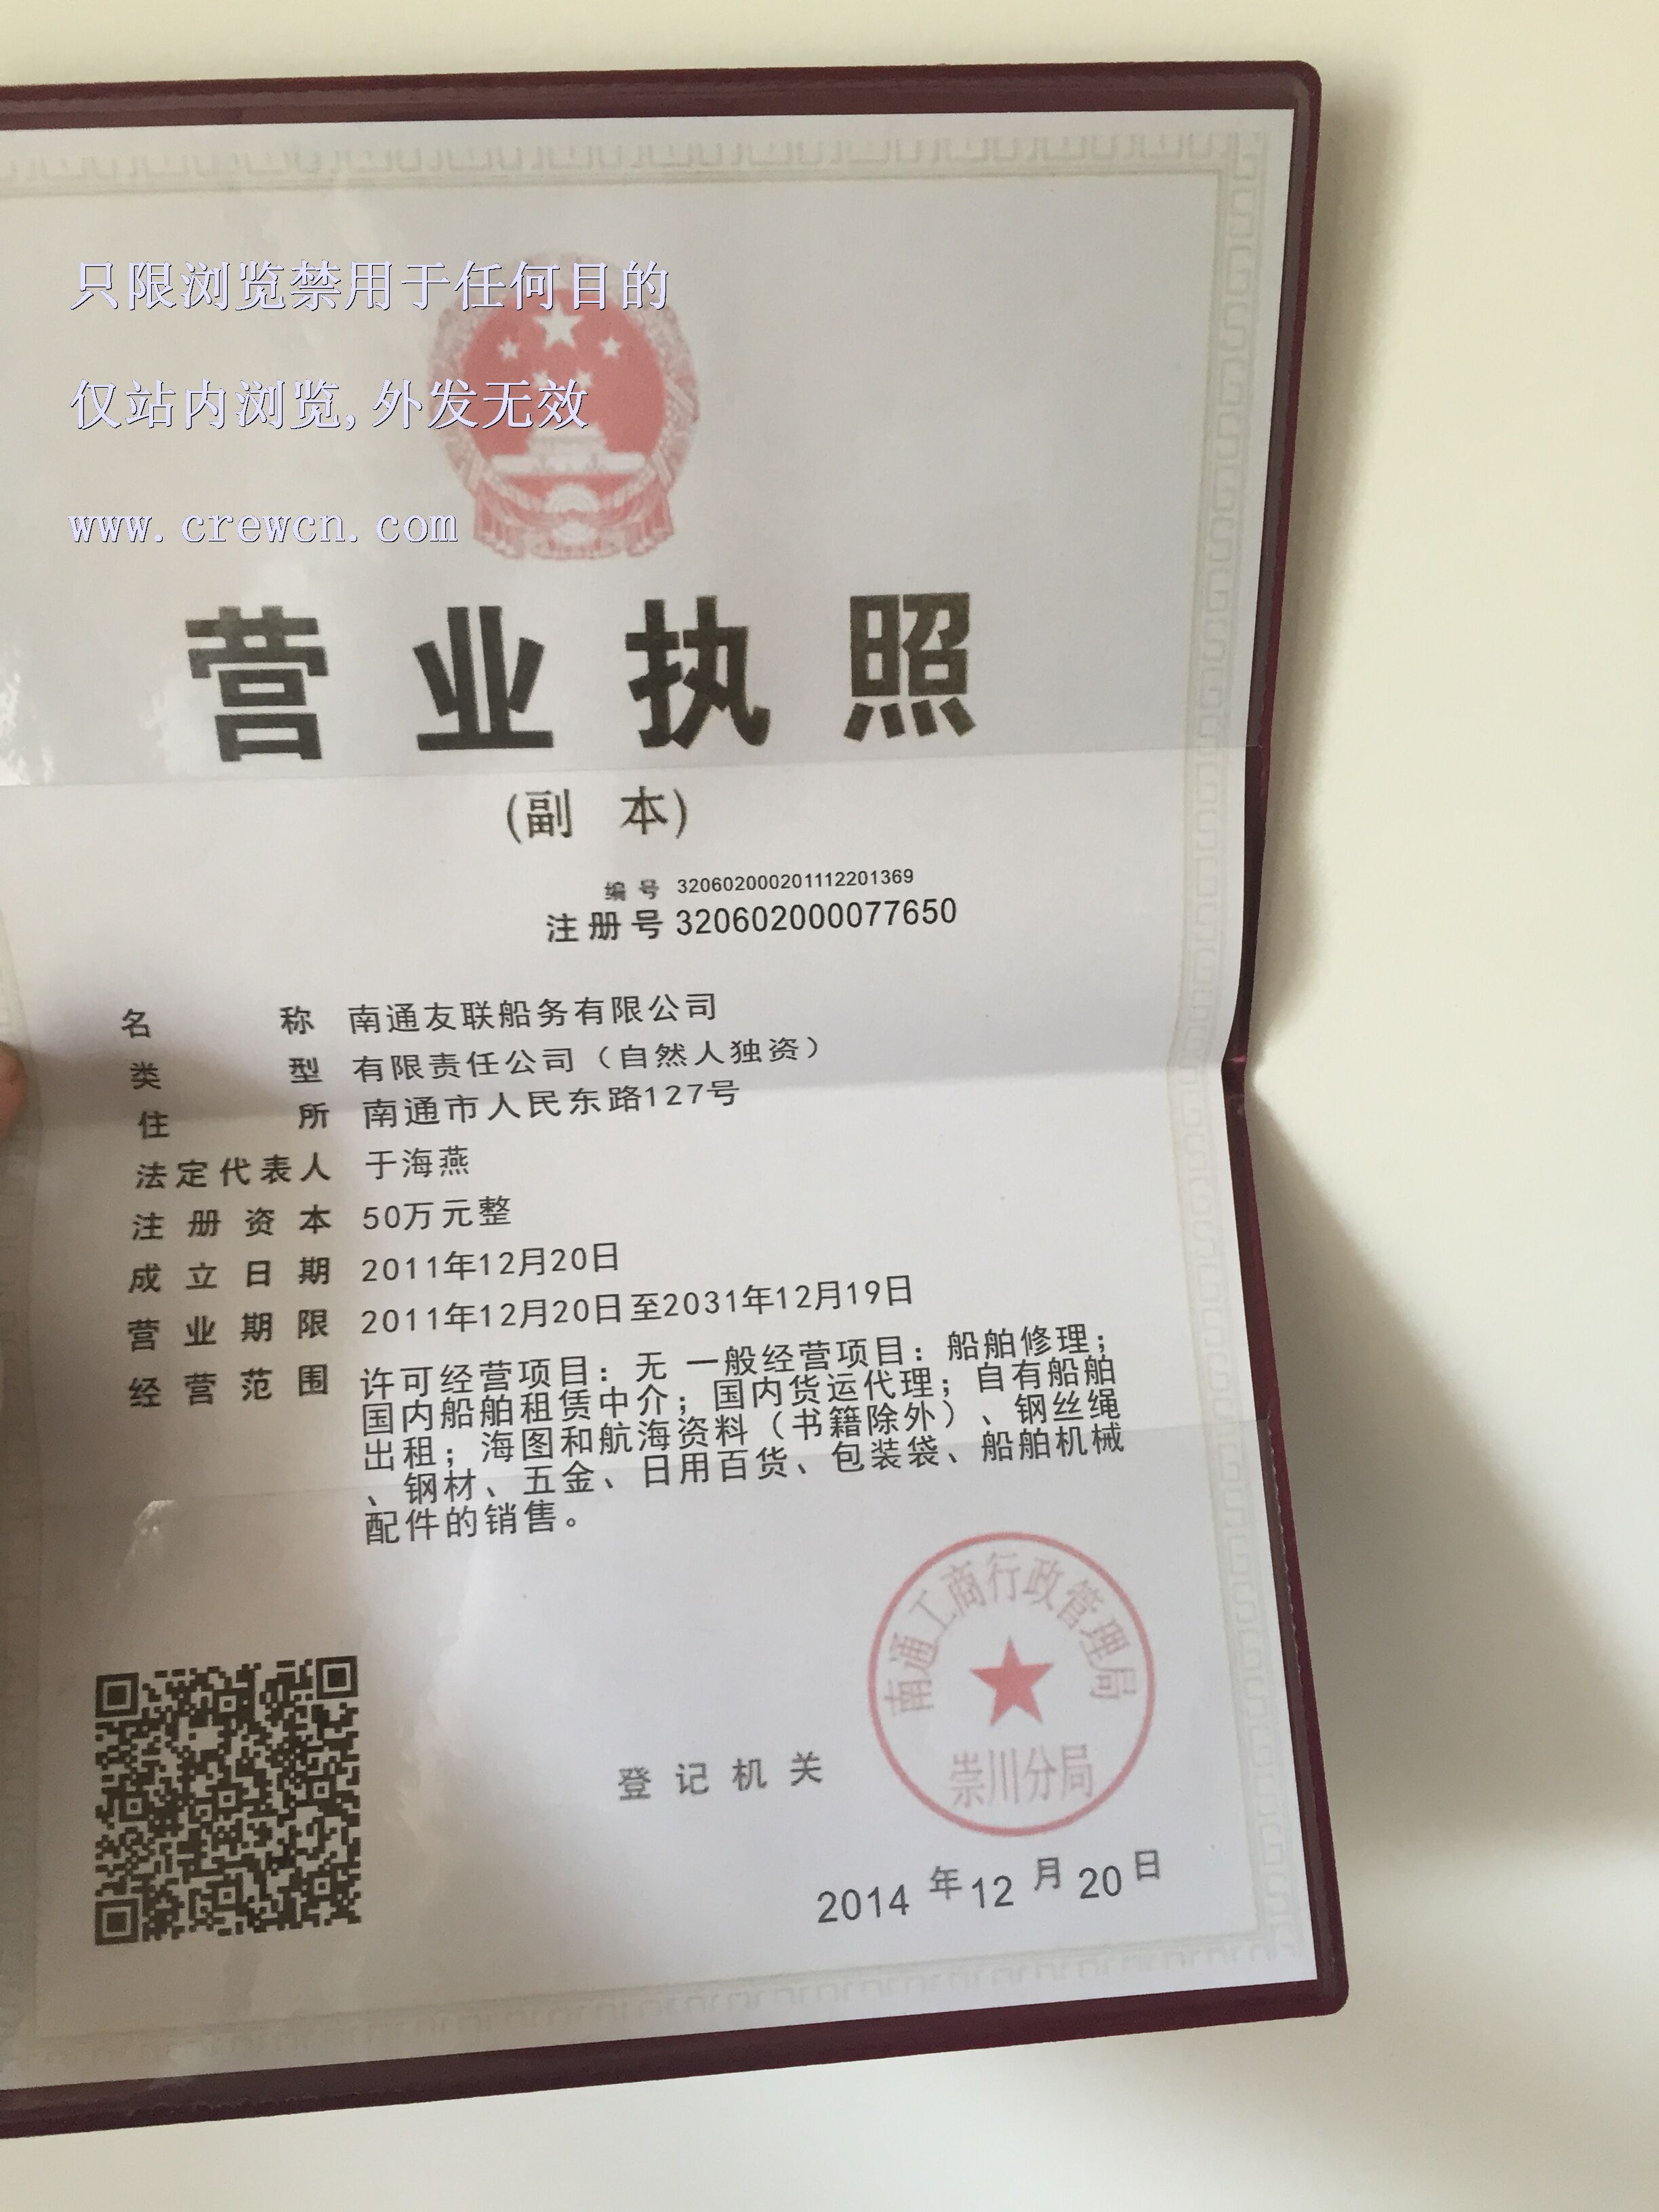 只限浏览禁用于任何目的
仅站内浏览,外发无效
www.crewcn.com
营业执照
(副 本)
编 号 320602000201112201369
注册号 320602000077650
名 称 南通友联船务有限公司
类 型 有限责任公司（自然人独资）
住 所 南通市人民东路127号
法定代表人 于海燕
注册资本 50万元整
成立日期 2011年12月20日
营业期限 2011年12月20日至2031年12月19日
经营范围 许可经营项目：无 一般经营项目：船舶修理；
国内船舶租赁中介；国内货运代理；自有船舶
出租；海图和航海资料（书籍除外）、钢丝绳
、钢材、五金、日用百货、包装袋、船舶机械
配件的销售。
南通工商行政管理局
崇川分局
登记机关
2014 年 12 月 20 日